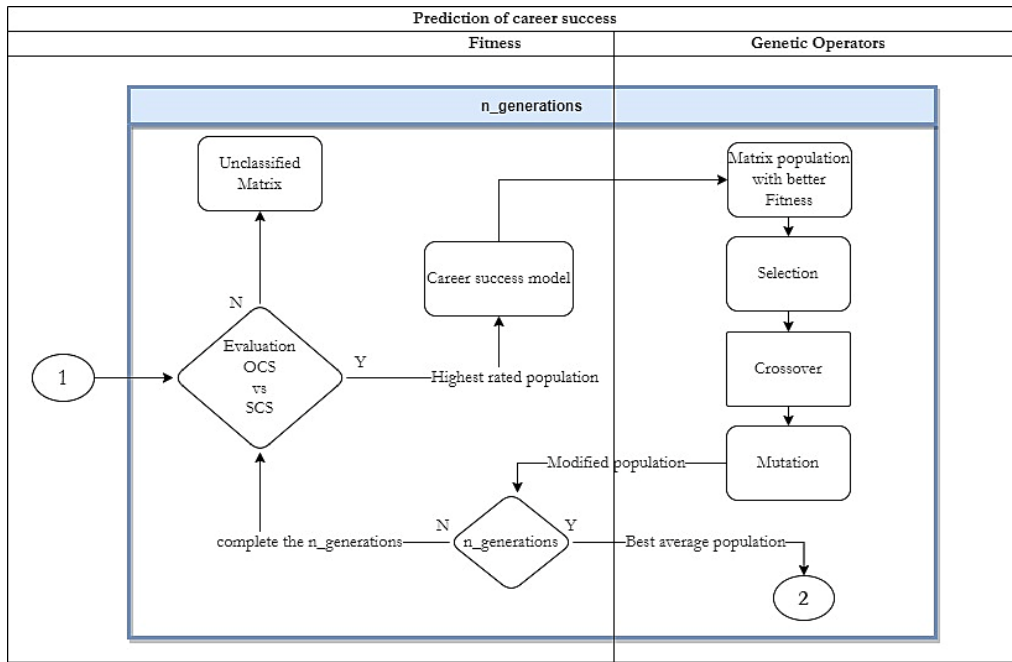 Prediction of career success
Fitness
Genetic Operators
n_generations
Unclassified
Matrix
Matrix population
with better
Fitness
Career success model
Selection
N
Evaluation
OCS
vs
SCS
Y
1
Highest rated population
Crossover
Modified population
Mutation
N
Y
complete the n_generations
n_generations
Best average population
2